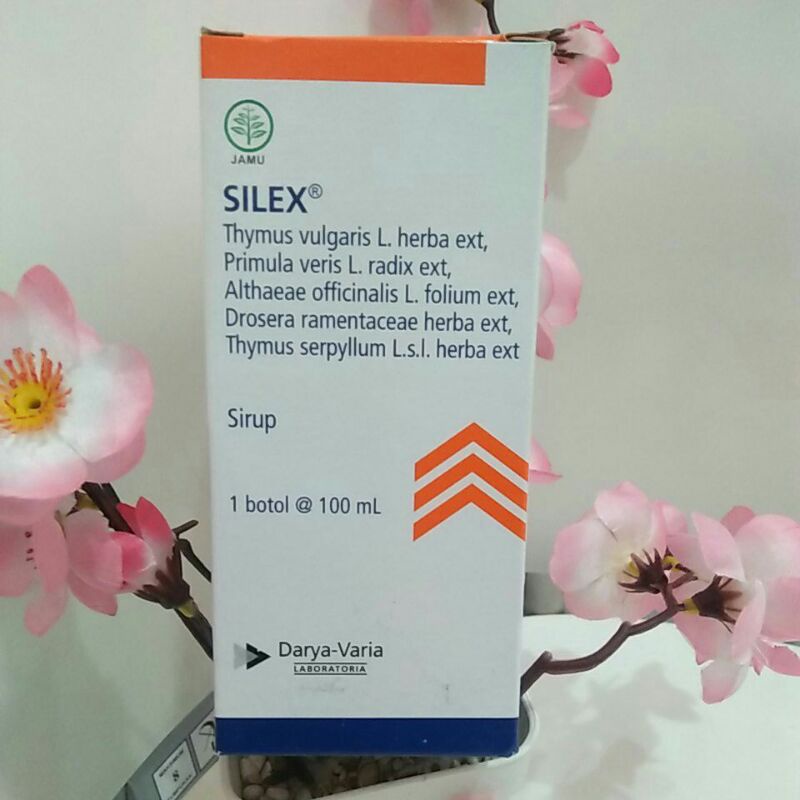 JAMU
SILEX®
Thymus vulgaris L. herba ext,
Primula veris L. radix ext,
Althaeae officinalis L. folium ext,
Drosera ramentaceae herba ext,
Thymus serpyllum L.s.l. herba ext
Sirup
1 botol @ 100 mL
Darya-Varia
LABORATORIA